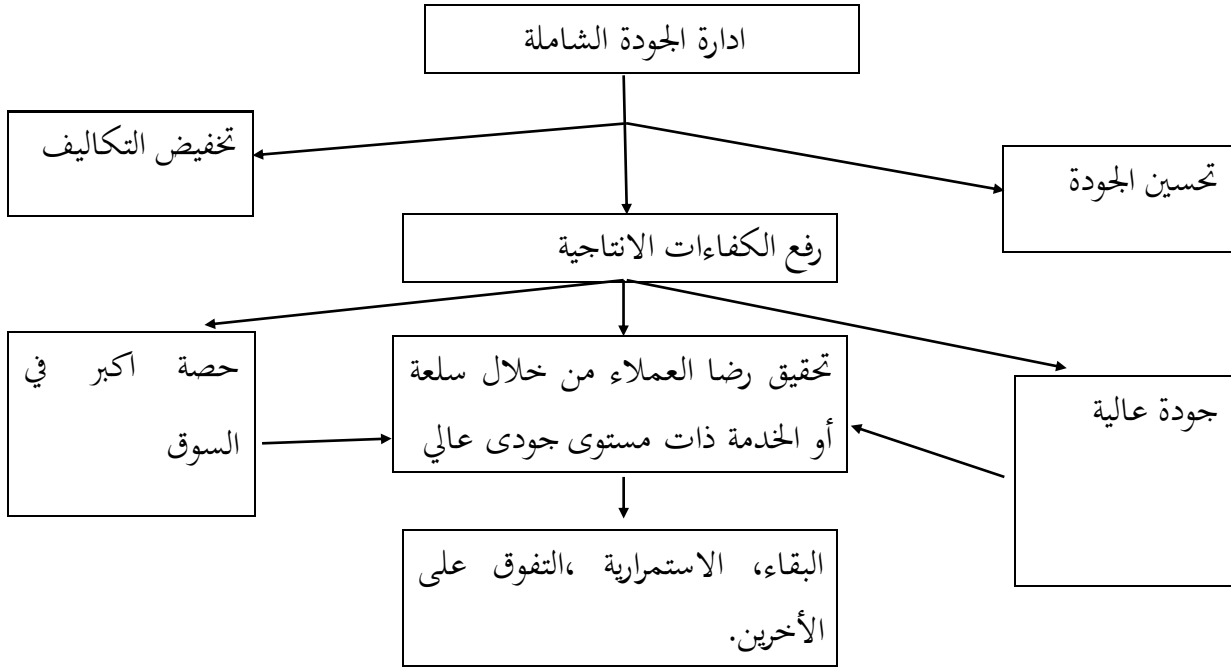 ادارة الجودة الشاملة
تحسين الجودة
تخفيض التكاليف
رفع الكفاءات الانتاجية
جودة عالية
تحقيق رضا العملاء من خلال سلعة
أو الخدمة ذات مستوى جودى عالي
حصة اكبر في
السوق
البقاء، الاستمرارية ،التفوق على
الأخرين.